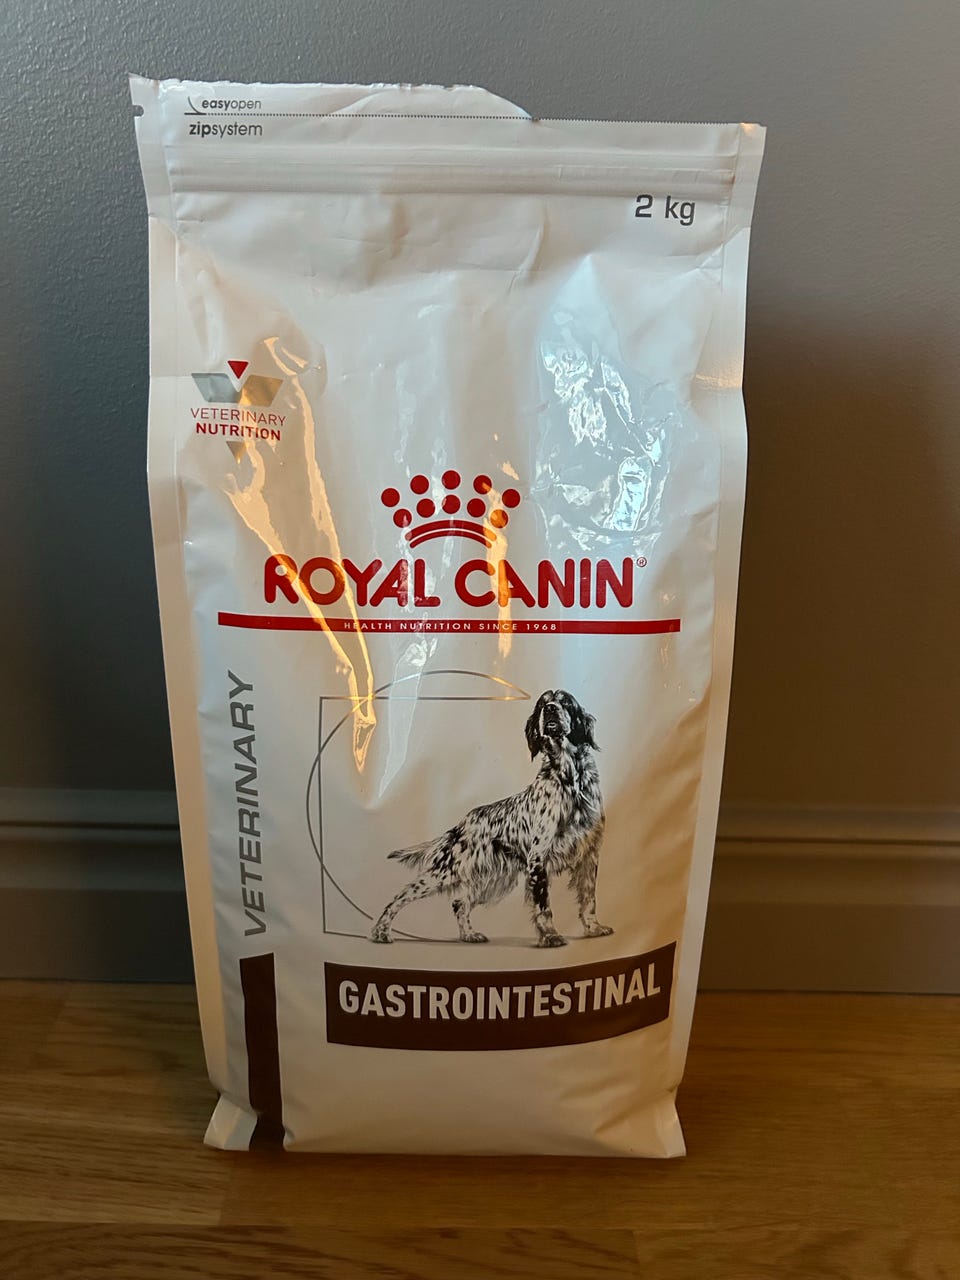 easyopen
zipsystem
2 kg
VETERINARY
NUTRITION
ROYAL CANIN®
HEALTH NUTRITION SINCE 1968
VETERINARY
GASTROINTESTINAL